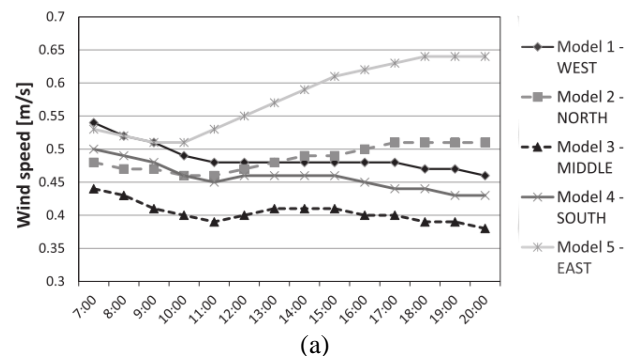 0.7
0.65
0.6
0.55
0.5
0.45
0.4
0.35
0.3
Wind speed [m/s]
7:00
8:00
9:00
10:00
11:00
12:00
13:00
14:00
15:00
16:00
17:00
18:00
19:00
20:00
Model 1 -
WEST
Model 2 -
NORTH
Model 3 -
MIDDLE
Model 4 -
SOUTH
Model 5 -
EAST
(a)